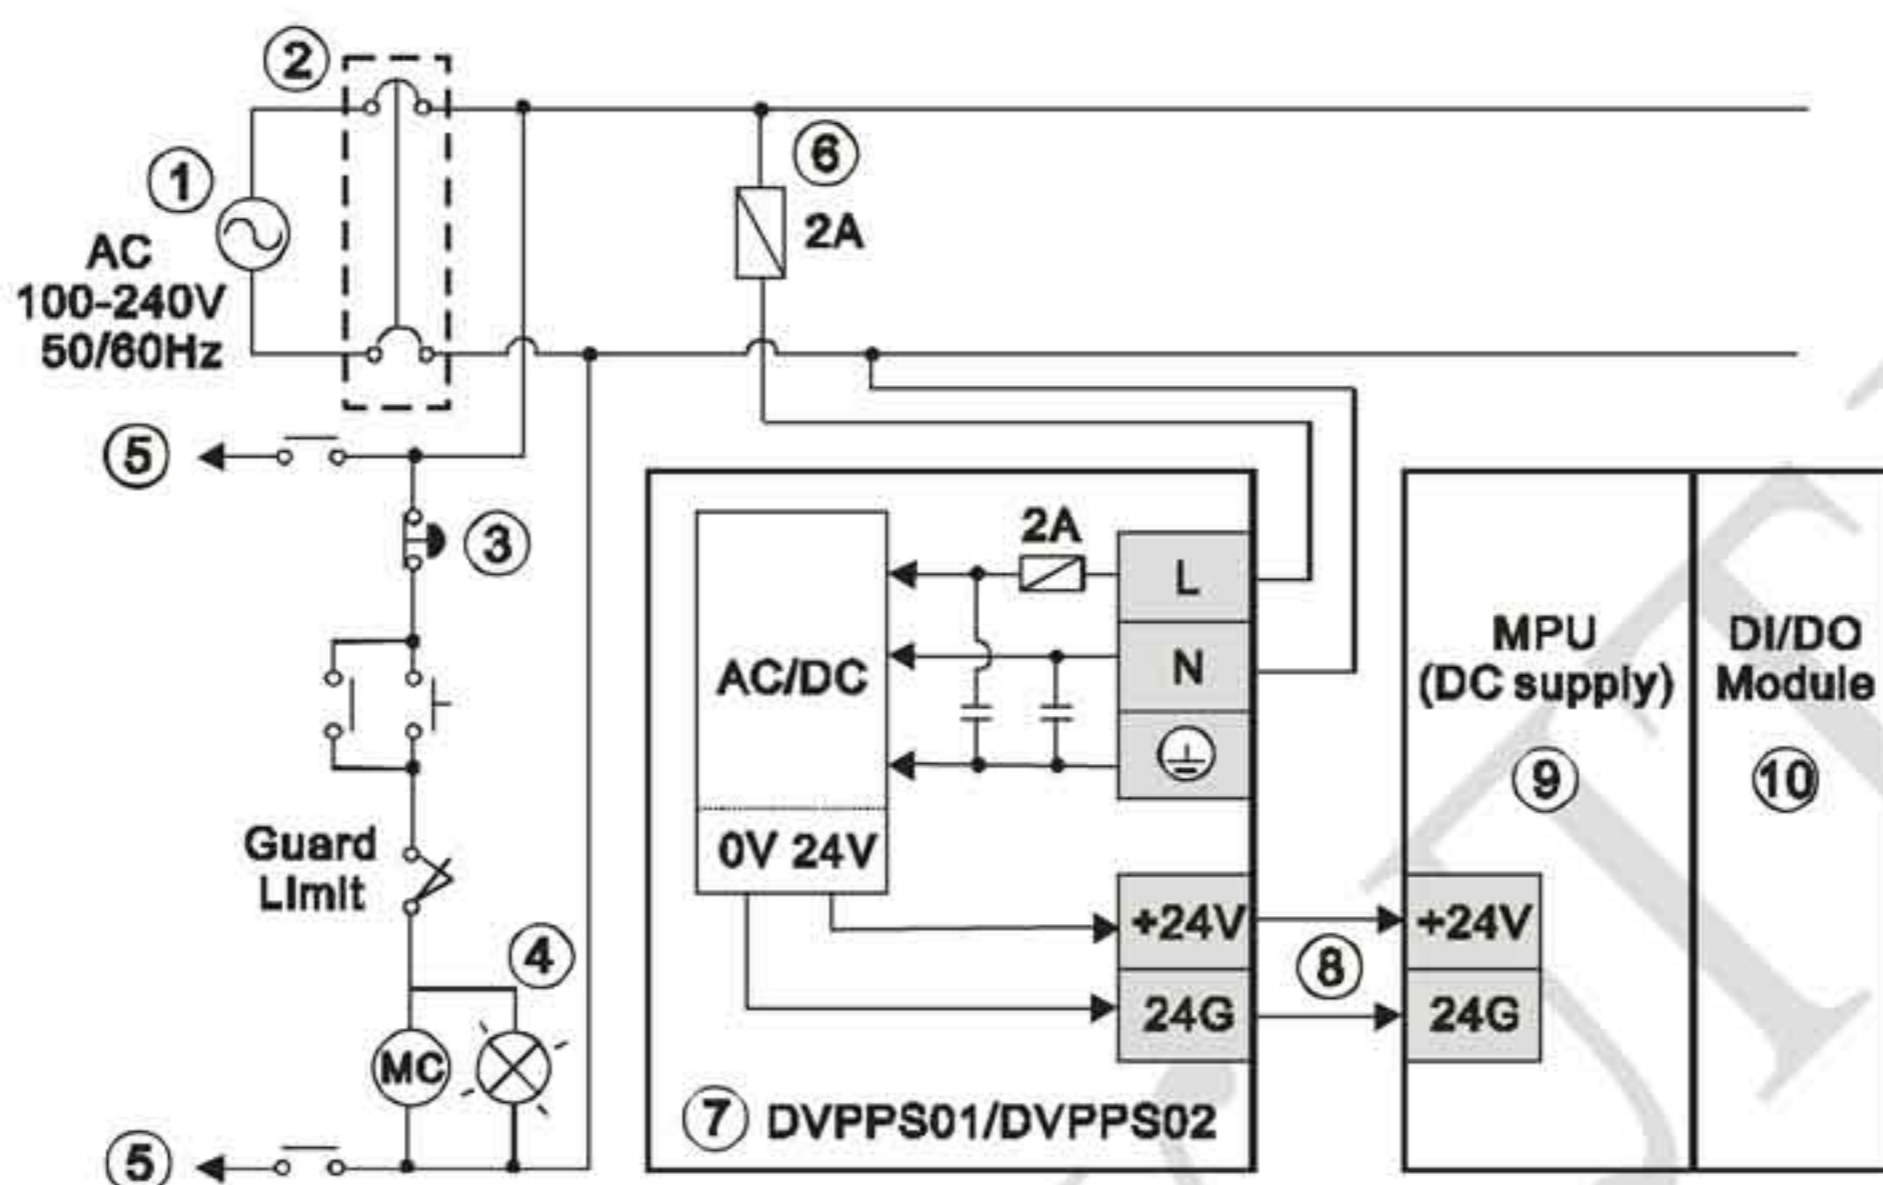 ②
①
AC
100-240V
50/60Hz
⑥
2A
⑤
③
2A
L
AC/DC
N
MPU
(DC supply)
DI/DO
Module
⑨
⑩
Guard
LImit
0V 24V
④
+24V
⑧
+24V
24G
24G
MC
⑦ DVPPS01/DVPPS02
⑤